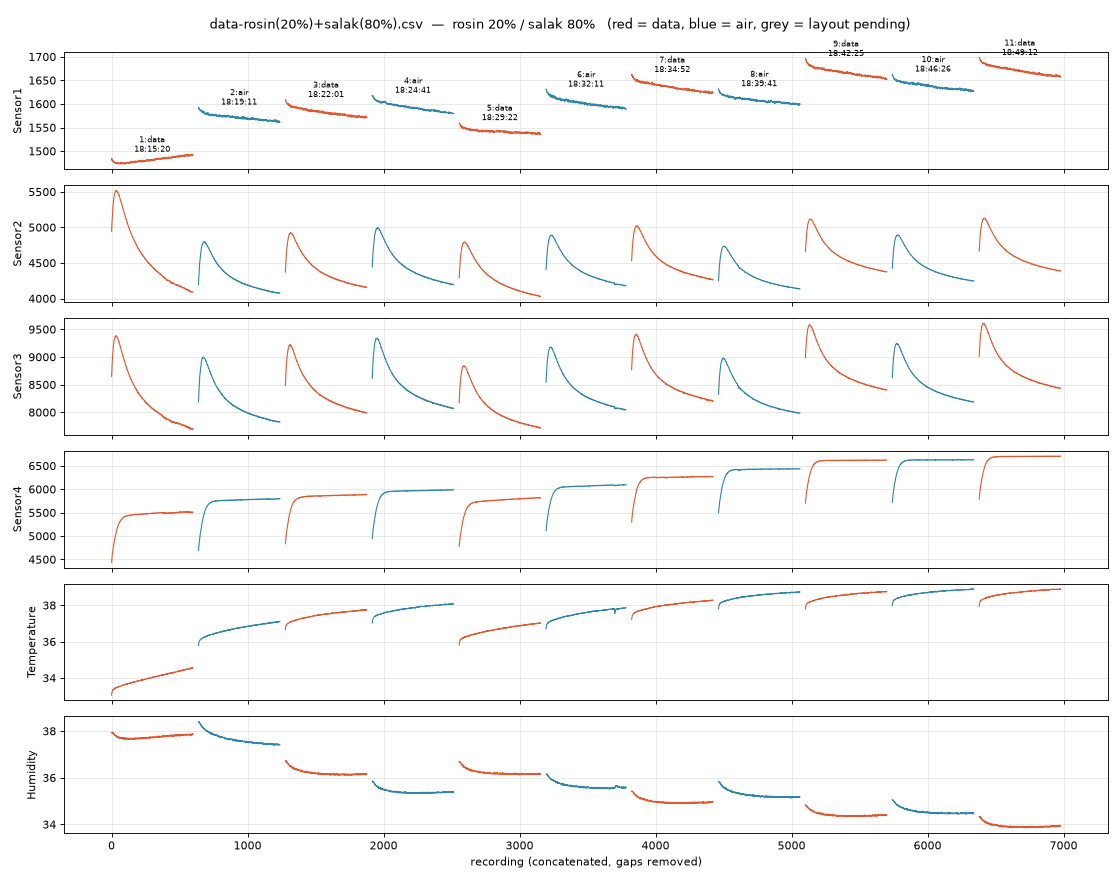 data-rosin(20%)+salak(80%).csv — rosin 20% / salak 80% (red = data, blue = air, grey = layout pending)
Sensor1
1700
1650
1600
1550
1500
1:data
18:15:20
2:air
18:19:11
3:data
18:22:01
4:air
18:24:41
5:data
18:29:22
6:air
18:32:11
7:data
18:34:52
8:air
18:39:41
9:data
18:42:25
10:air
18:46:26
11:data
18:49:12
Sensor2
5500
5000
4500
4000
Sensor3
9500
9000
8500
8000
Sensor4
6500
6000
5500
5000
4500
Temperature
38
36
34
Humidity
38
36
34
0
1000
2000
3000
4000
5000
6000
7000
recording (concatenated, gaps removed)